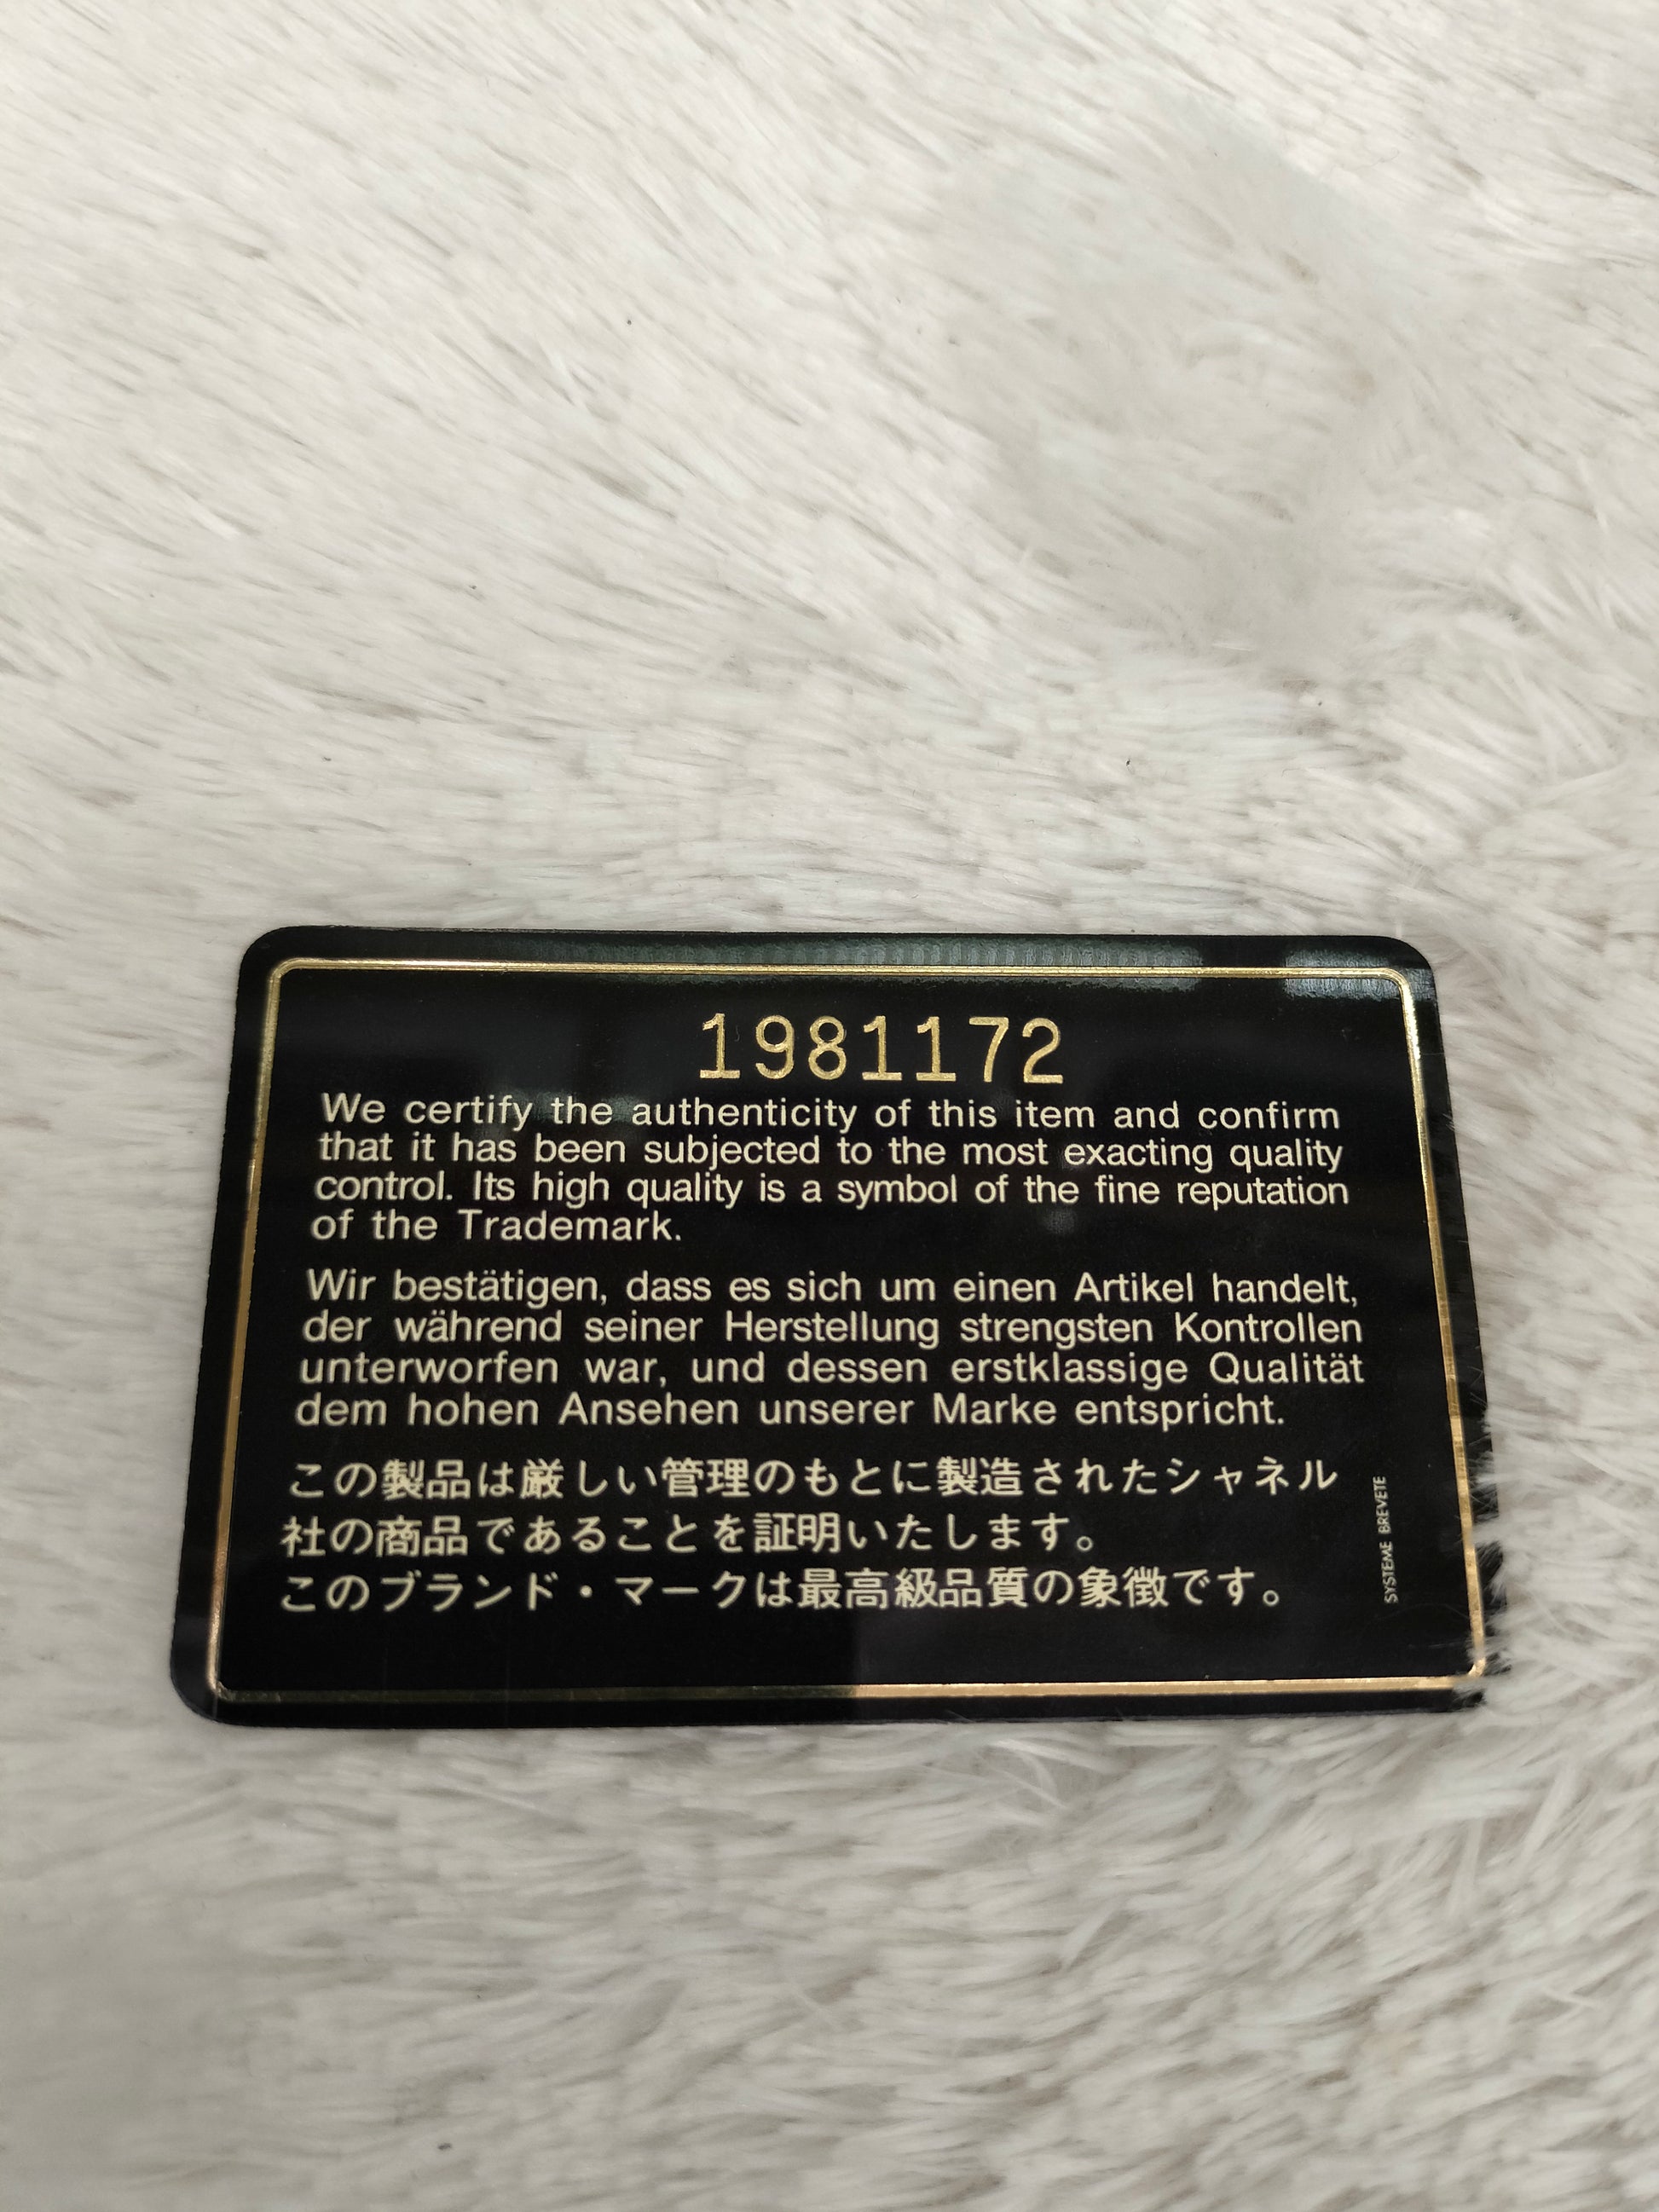 1981172
We certify the authenticity of this item and confirm
that it has been subjected to the most exacting quality
control. Its high quality is a symbol of the fine reputation
of the Trademark.
Wir bestätigen, dass es sich um einen Artikel handelt,
der während seiner Herstellung strengsten Kontrollen
unterworfen war, und dessen erstklassige Qualität
dem hohen Ansehen unserer Marke entspricht.
この製品は厳しい管理のもとに製造されたシャネル
社の商品であることを証明いたします。
このブランド・マークは最高級品質の象徴です。
SYSTEME BREVETE